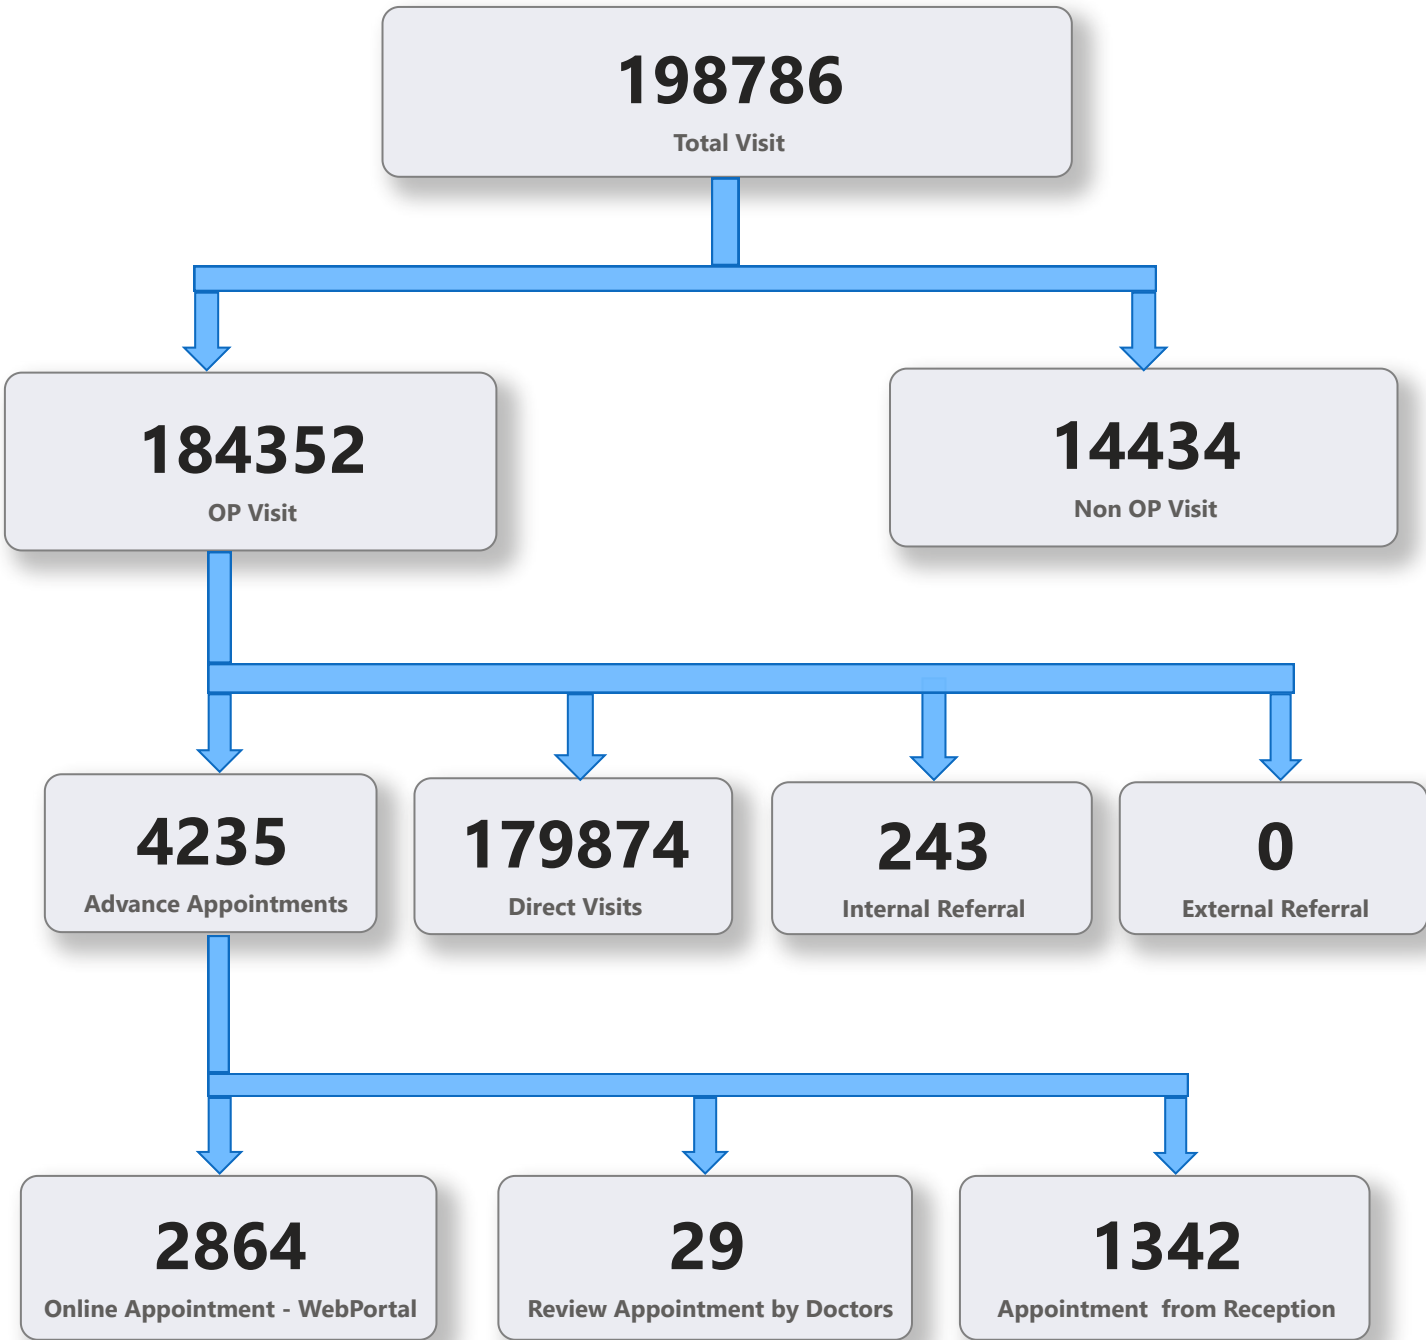 198786
Total Visit
184352
OP Visit
14434
Non OP Visit
4235
Advance Appointments
179874
Direct Visits
243
Internal Referral
0
External Referral
2864
Online Appointment - WebPortal
29
Review Appointment by Doctors
1342
Appointment  from Reception